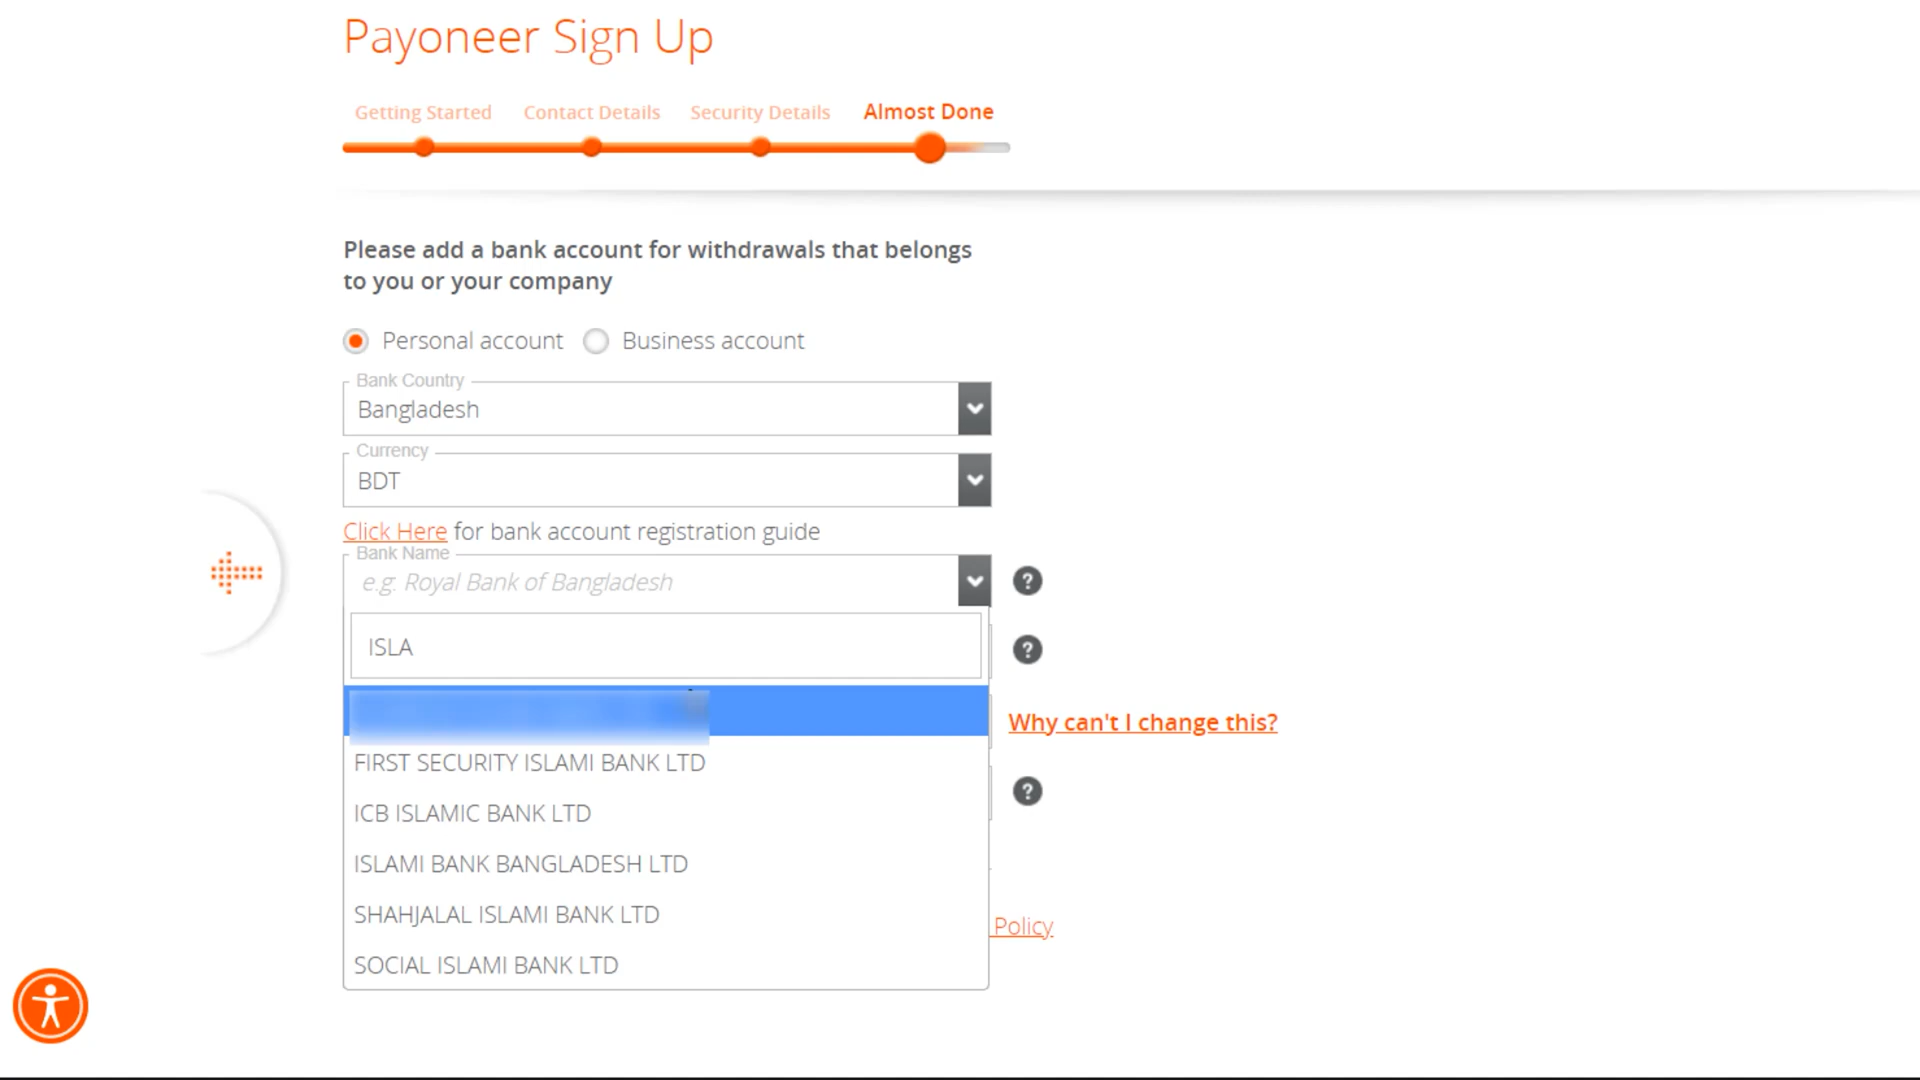 Payoneer Sign Up
Getting Started Contact Details Security Details Almost Done
Please add a bank account for withdrawals that belongs
to you or your company
Personal account Business account
Bank Country
Bangladesh
Currency
BDT
Click Here for bank account registration guide
Bank Name
e.g: Royal Bank of Bangladesh
?
ISLA
?
Why can't I change this?
FIRST SECURITY ISLAMI BANK LTD
?
ICB ISLAMIC BANK LTD
ISLAMI BANK BANGLADESH LTD
SHAHJALAL ISLAMI BANK LTD
Policy
SOCIAL ISLAMI BANK LTD